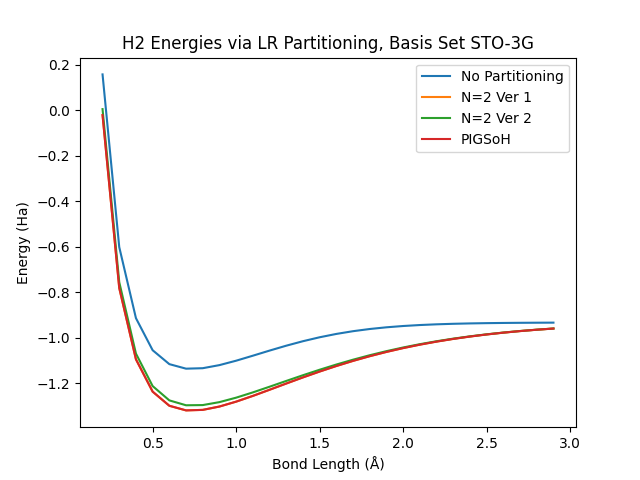 H2 Energies via LR Partitioning, Basis Set STO-3G
Energy (Ha)
0.2
0.0
−0.2
−0.4
−0.6
−0.8
−1.0
−1.2
No Partitioning
N=2 Ver 1
N=2 Ver 2
PIGSoH
0.5 1.0 1.5 2.0 2.5 3.0
Bond Length (Å)